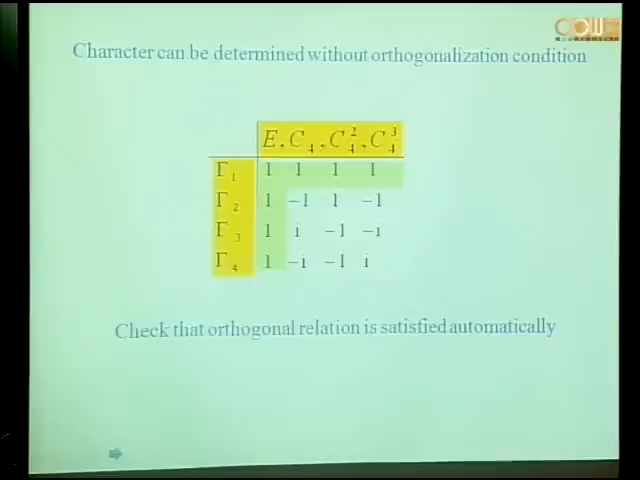 OCW
Character can be determined without orthogonalization condition
E, C₄, C₄², C₄³
Γ₁ 1 1 1 1
Γ₂ 1 −1 1 −1
Γ₃ 1 i −1 −i
Γ₄ 1 −i −1 i
Check that orthogonal relation is satisfied automatically